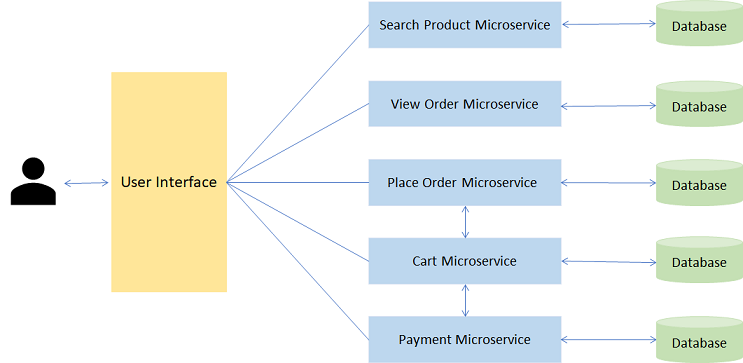 Search Product Microservice
Database
View Order Microservice
Database
User Interface
Place Order Microservice
Database
Cart Microservice
Database
Payment Microservice
Database